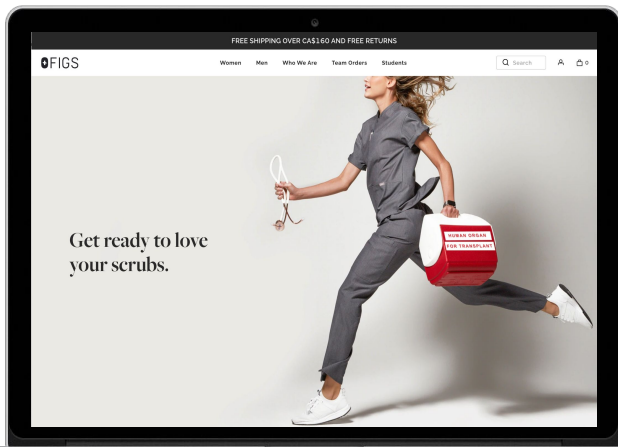 FREE SHIPPING OVER CA$160 AND FREE RETURNS
FIGS
Women Men Who We Are Team Orders Students
Search
0
Get ready to love
your scrubs.
HUMAN ORGAN
FOR TRANSPLANT